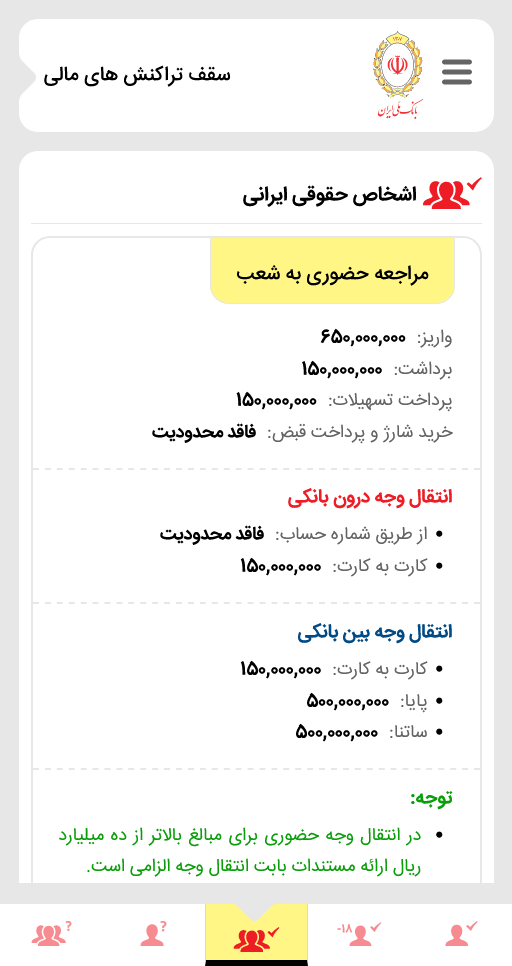 سقف تراکنش های مالی
۱۳۰۷
بانک ملی ایران
اشخاص حقوقی ایرانی
مراجعه حضوری به شعب
واریز: ۶۵۰,۰۰۰,۰۰۰
برداشت: ۱۵۰,۰۰۰,۰۰۰
پرداخت تسهیلات: ۱۵۰,۰۰۰,۰۰۰
خرید شارژ و پرداخت قبض: فاقد محدودیت
انتقال وجه درون بانکی
• از طریق شماره حساب: فاقد محدودیت
• کارت به کارت: ۱۵۰,۰۰۰,۰۰۰
انتقال وجه بین بانکی
• کارت به کارت: ۱۵۰,۰۰۰,۰۰۰
• پایا: ۵۰۰,۰۰۰,۰۰۰
• ساتنا: ۵۰۰,۰۰۰,۰۰۰
توجه:
• در انتقال وجه حضوری برای مبالغ بالاتر از ده میلیارد
ریال ارائه مستندات بابت انتقال وجه الزامی است.
-۱۸
?
?